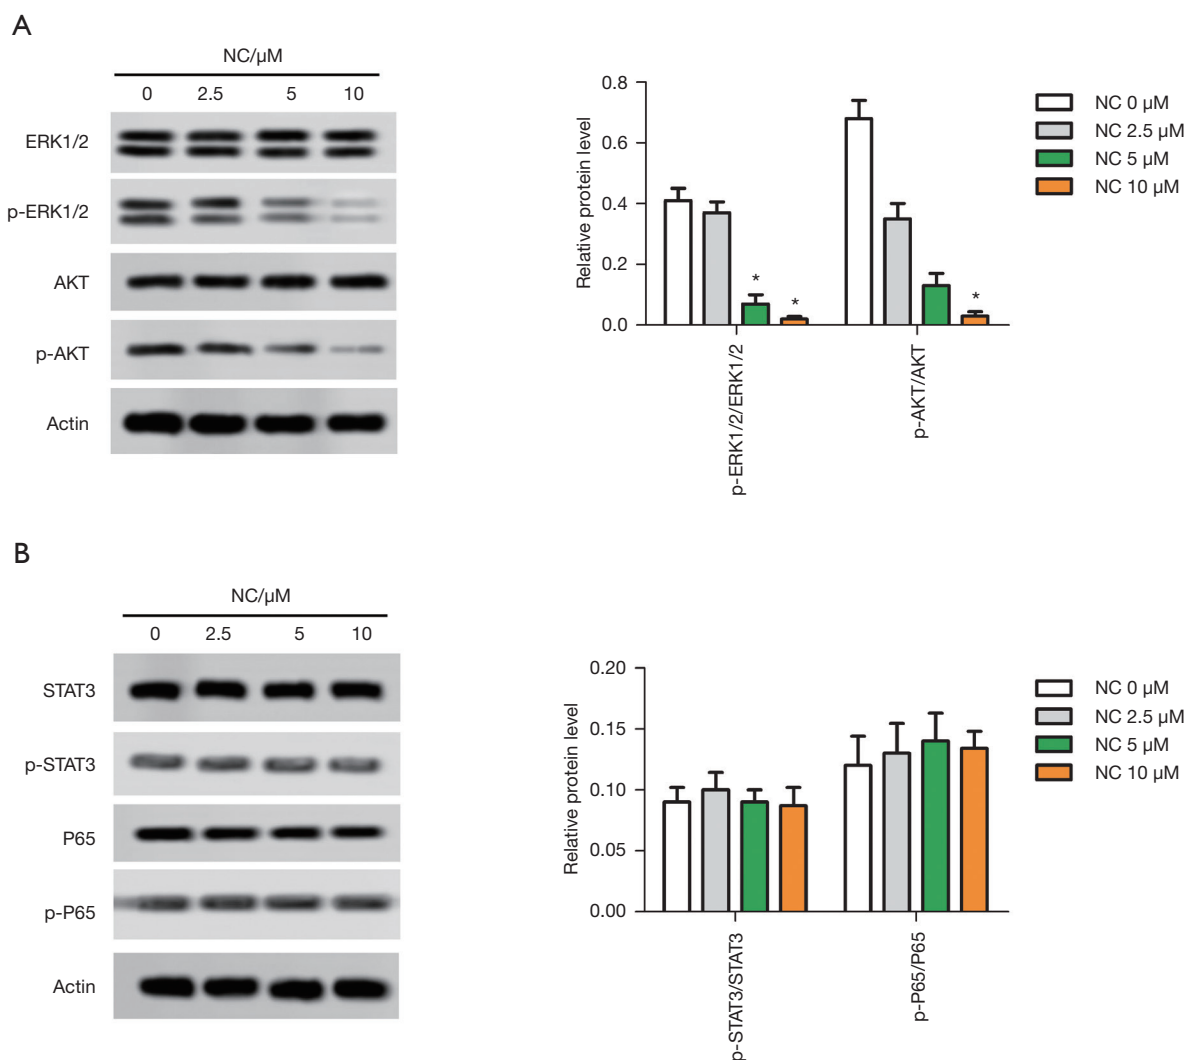 A
NC/µM
0 2.5 5 10
ERK1/2
p-ERK1/2
AKT
p-AKT
Actin
Relative protein level
0.8
0.6
0.4
0.2
0.0
*
*
*
p-ERK1/2/ERK1/2
p-AKT/AKT
NC 0 µM
NC 2.5 µM
NC 5 µM
NC 10 µM
B
NC/µM
0 2.5 5 10
STAT3
p-STAT3
P65
p-P65
Actin
Relative protein level
0.20
0.15
0.10
0.05
0.00
p-STAT3/STAT3
p-P65/P65
NC 0 µM
NC 2.5 µM
NC 5 µM
NC 10 µM